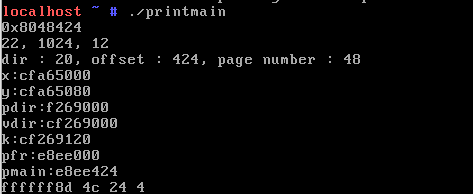 localhost ~ # ./printmain
0x8048424
22, 1024, 12
dir : 20, offset : 424, page number : 48
x:cfa65000
y:cfa65080
pdir:f269000
vdir:cf269000
k:cf269120
pfr:e8ee000
pmain:e8ee424
ffffff8d 4c 24 4